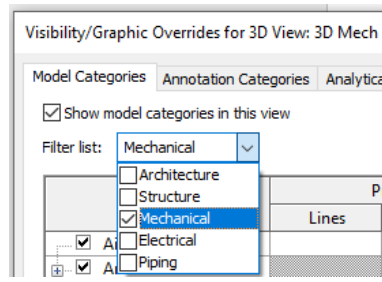 Visibility/Graphic Overrides for 3D View: 3D Mech
Model Categories Annotation Categories
Show model categories in this view
Filter list: Mechanical
Architecture
Structure
Mechanical
Lines
Electrical
Piping